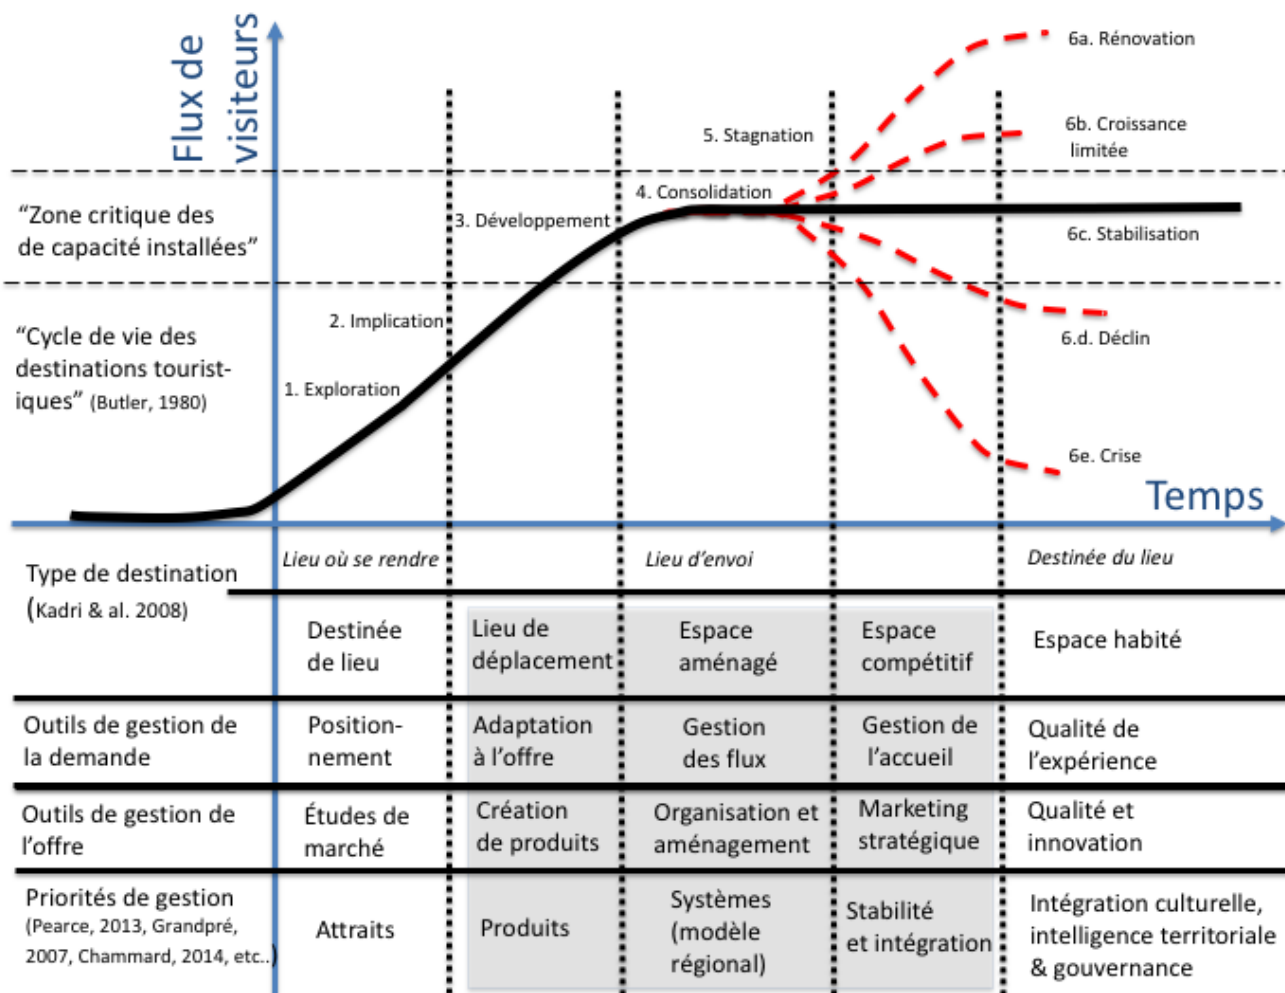 Flux de
visiteurs
6a. Rénovation
6b. Croissance
limitée
5. Stagnation
4. Consolidation
“Zone critique des
de capacité installées”
3. Développement
6c. Stabilisation
2. Implication
“Cycle de vie des
destinations tourist-
iques” (Butler, 1980)
6.d. Déclin
1. Exploration
6e. Crise
Temps
Type de destination
(Kadri & al. 2008)
Lieu où se rendre
Lieu d’envoi
Destinée du lieu
Destinée
de lieu
Lieu de
déplacement
Espace
aménagé
Espace
compétitif
Espace habité
Outils de gestion de
la demande
Position-
nement
Adaptation
à l’offre
Gestion
des flux
Gestion de
l’accueil
Qualité de
l’expérience
Outils de gestion de
l’offre
Études de
marché
Création
de produits
Organisation et
aménagement
Marketing
stratégique
Qualité et
innovation
Priorités de gestion
(Pearce, 2013, Grandpré,
2007, Chammard, 2014, etc..)
Attraits
Produits
Systèmes
(modèle
régional)
Stabilité
et intégration
Intégration culturelle,
intelligence territoriale
& gouvernance